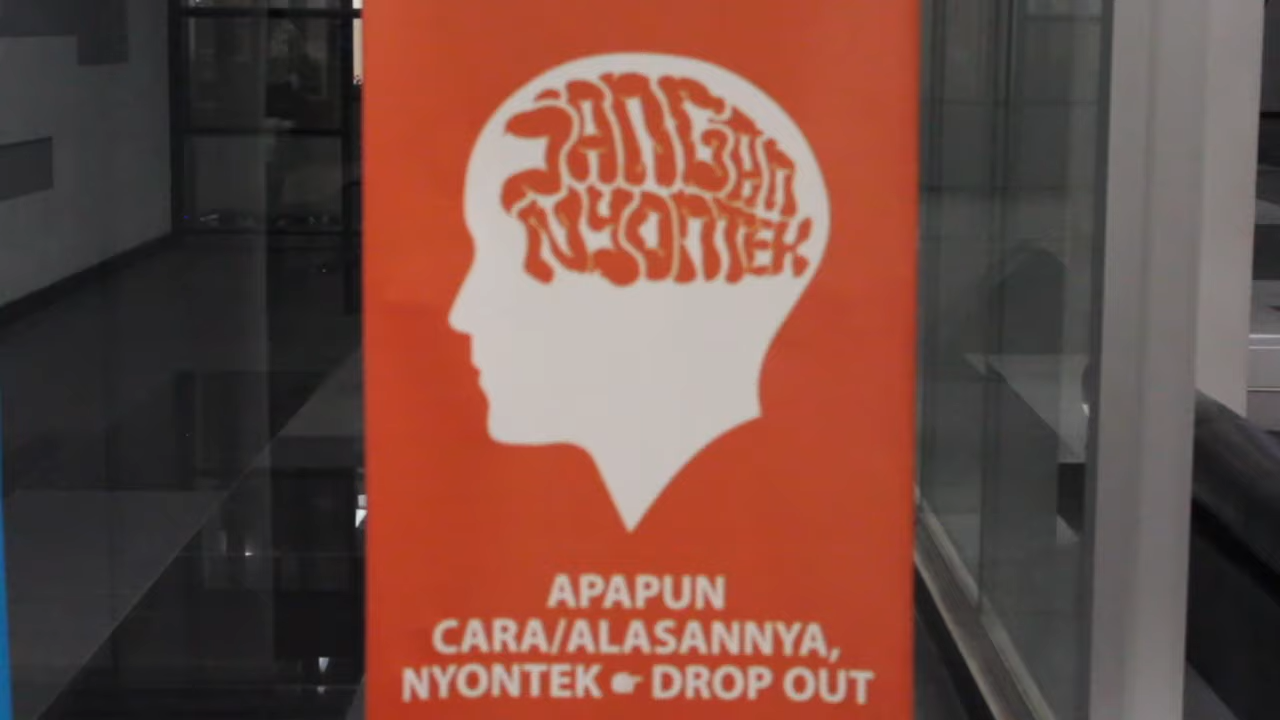 JANGAN
NYONTEK
APAPUN
CARA/ALASANNYA,
NYONTEK ☛ DROP OUT